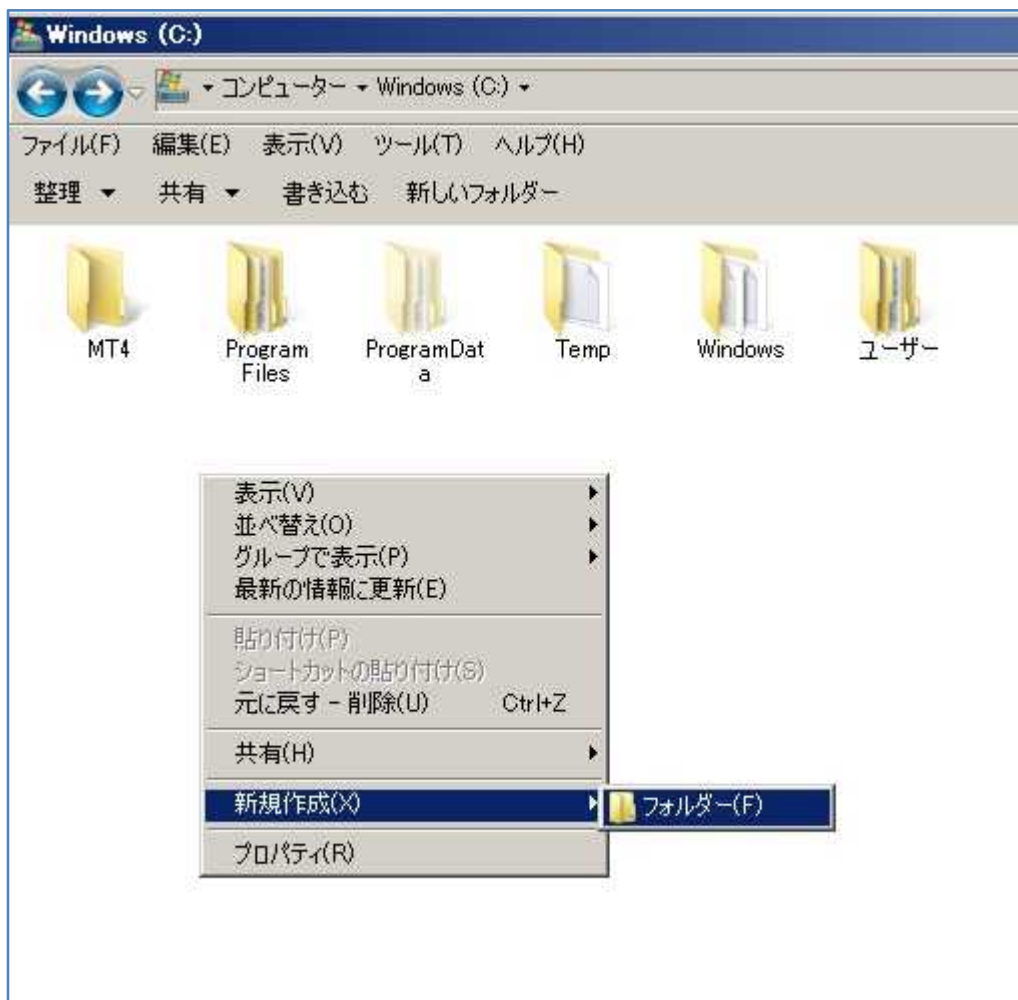 Windows (C:)
コンピューター Windows (C:)
ファイル(F) 編集(E) 表示(V) ツール(T) ヘルプ(H)
整理 共有 書き込む 新しいフォルダー
MT4 Program Files ProgramData Temp Windows ユーザー
表示(V)
並べ替え(O)
グループで表示(P)
最新の情報に更新(E)
貼り付け(P)
ショートカットの貼り付け(S)
元に戻す - 削除(U) Ctrl+Z
共有(H)
新規作成(X) フォルダー(F)
プロパティ(R)